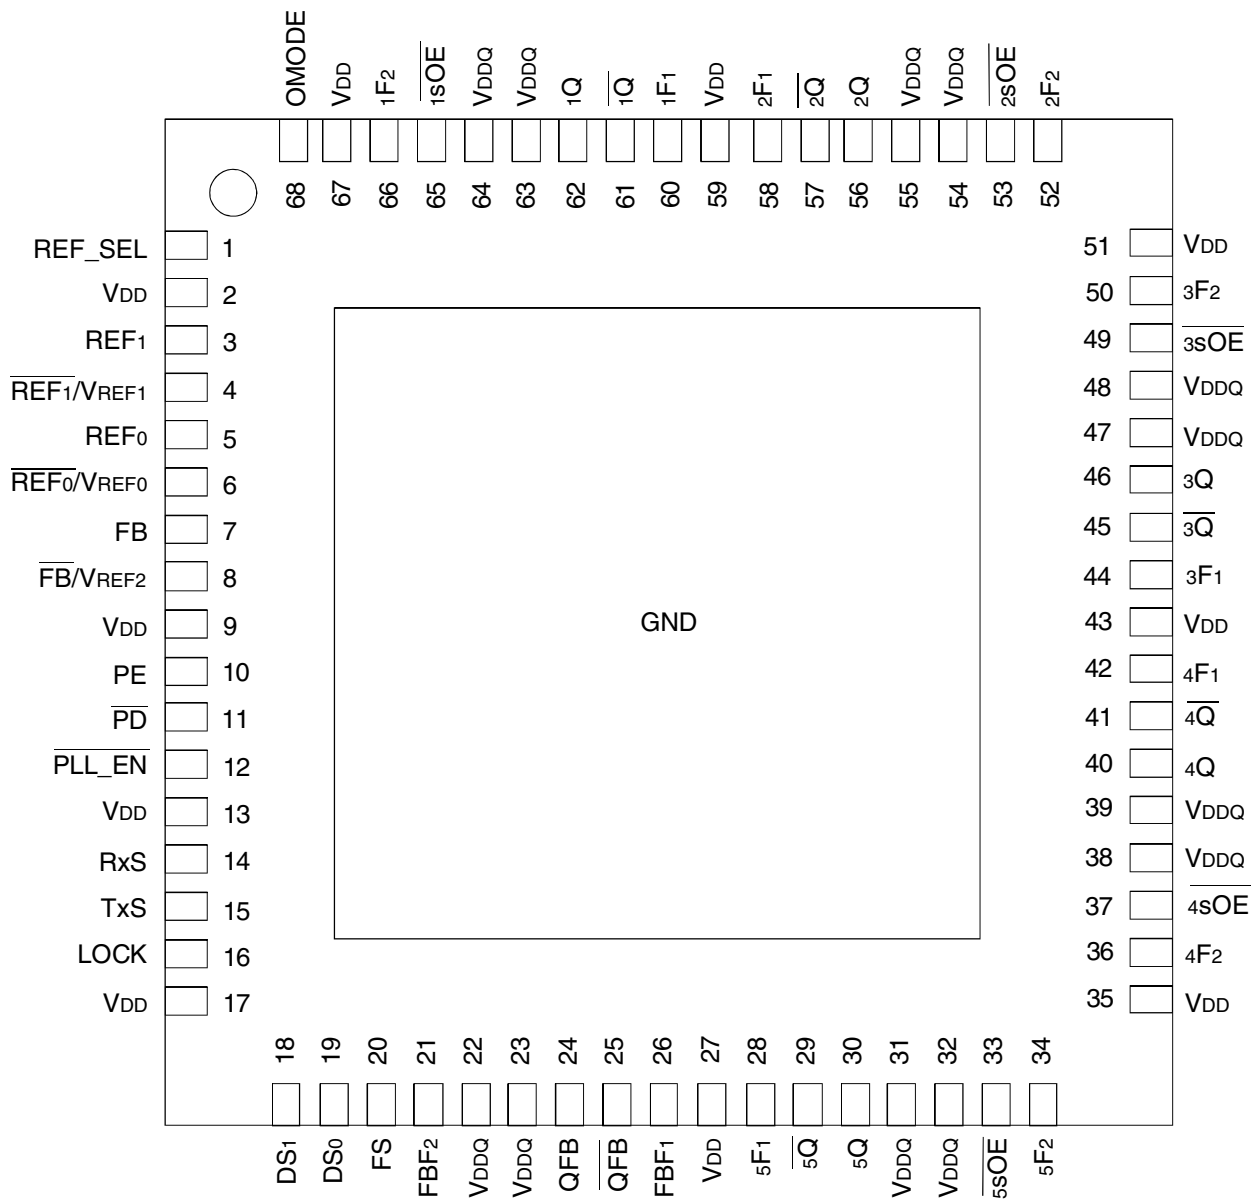 OMODE VDD 1F2 1sOE VDDQ VDDQ 1Q 1Q 1F1 VDD 2F1 2Q 2Q VDDQ VDDQ 2sOE 2F2
68 67 66 65 64 63 62 61 60 59 58 57 56 55 54 53 52
REF_SEL 1
VDD 2
REF1 3
REF1/VREF1 4
REF0 5
REF0/VREF0 6
FB 7
FB/VREF2 8
VDD 9
PE 10
PD 11
PLL_EN 12
VDD 13
RxS 14
TxS 15
LOCK 16
VDD 17
GND
51 VDD
50 3F2
49 3sOE
48 VDDQ
47 VDDQ
46 3Q
45 3Q
44 3F1
43 VDD
42 4F1
41 4Q
40 4Q
39 VDDQ
38 VDDQ
37 4sOE
36 4F2
35 VDD
18 19 20 21 22 23 24 25 26 27 28 29 30 31 32 33 34
DS1 DS0 FS FBF2 VDDQ VDDQ QFB QFB FBF1 VDD 5F1 5Q 5Q VDDQ VDDQ 5sOE 5F2